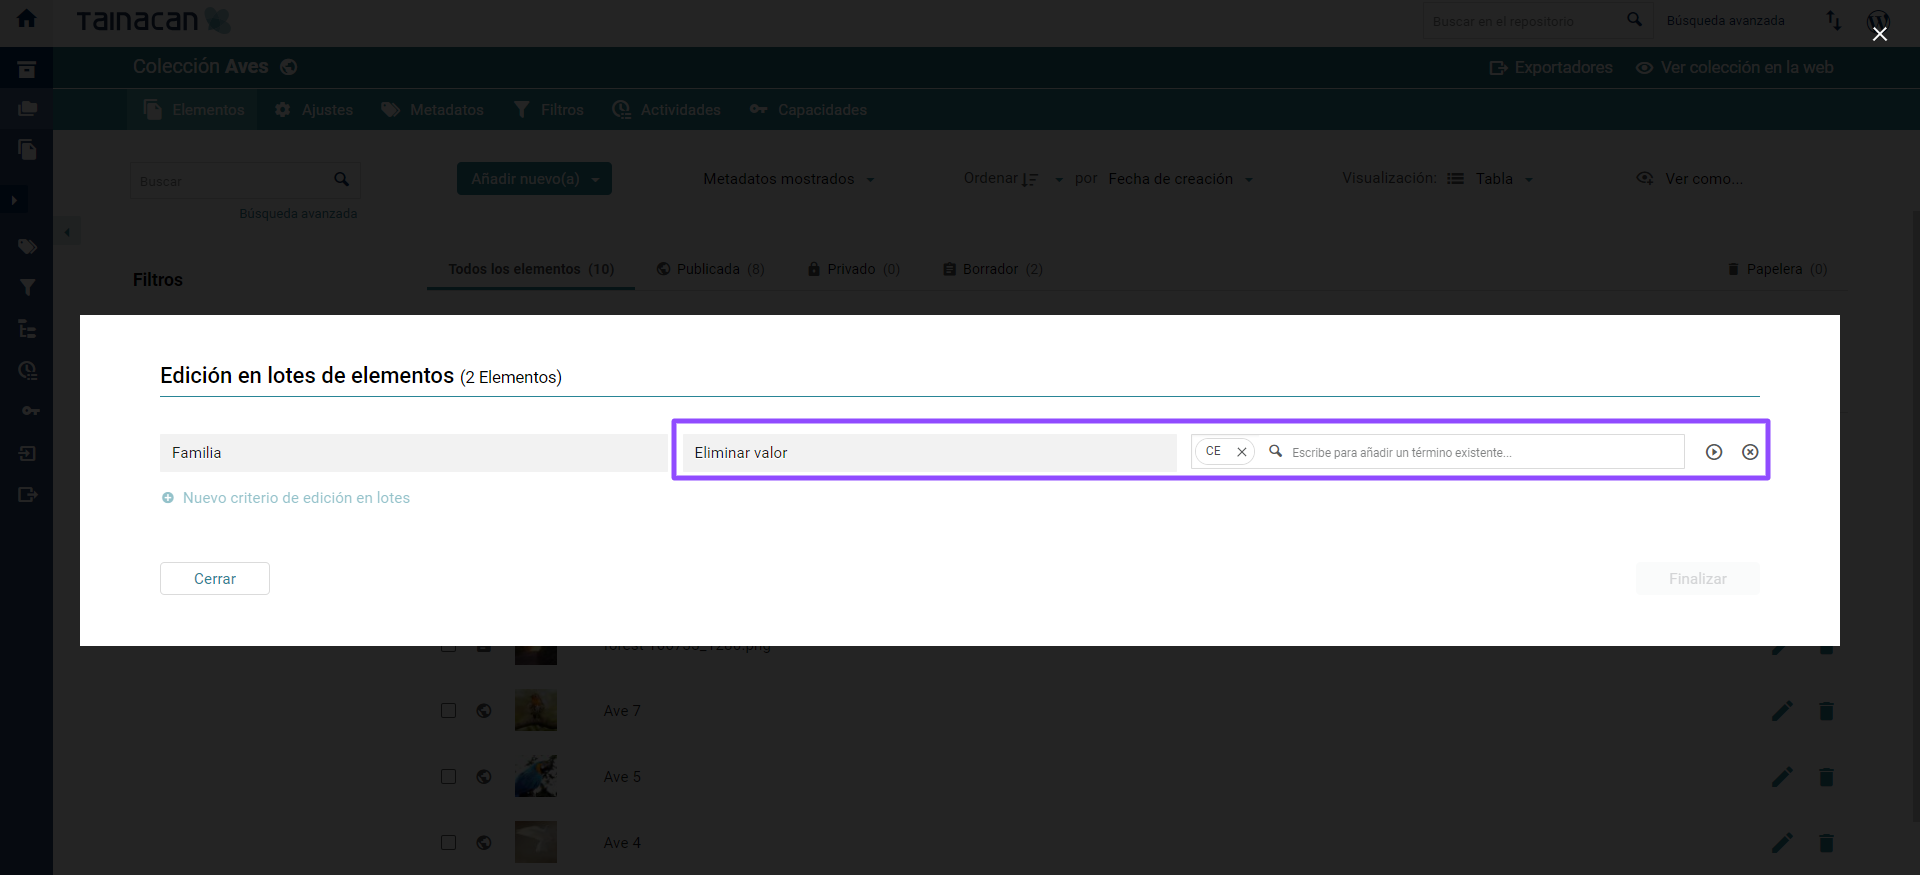 TAINACAN
Buscar en el repositorio
Búsqueda avanzada
Colección Aves
Exportadores
Ver colección en la web
Elementos
Ajustes
Metadatos
Filtros
Actividades
Capacidades
Buscar
Añadir nuevo(a)
Metadatos mostrados
Ordenar
por
Fecha de creación
Visualización:
Tabla
Ver como...
Búsqueda avanzada
Filtros
Todos los elementos (10)
Publicada (8)
Privado (0)
Borrador (2)
Papelera (0)
Edición en lotes de elementos (2 Elementos)
Familia
Eliminar valor
CE
Escribe para añadir un término existente...
Nuevo criterio de edición en lotes
Cerrar
Finalizar
Ave 7
Ave 5
Ave 4